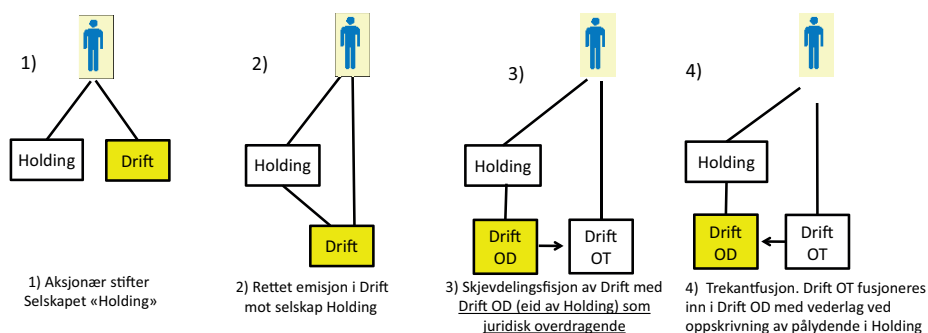 1)
Holding
Drift
1) Aksjonær stifter
Selskapet «Holding»
2)
Holding
Drift
2) Rettet emisjon i Drift
mot selskap Holding
3)
Holding
Drift
OD
Drift
OT
3) Skjevdelingsfisjon av Drift med
Drift OD (eid av Holding) som
juridisk overdragende
4)
Holding
Drift
OD
Drift
OT
4) Trekantfusjon. Drift OT fusjoneres
inn i Drift OD med vederlag ved
oppskrivning av pålydende i Holding